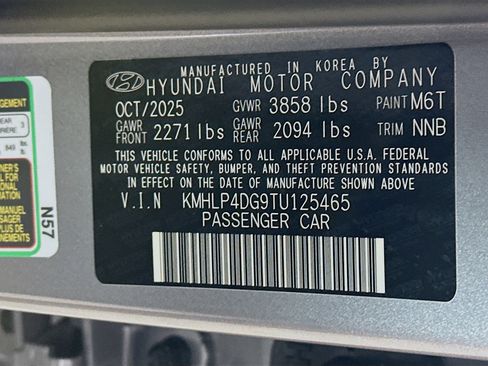 MANUFACTURED IN KOREA BY
HYUNDAI MOTOR COMPANY
OCT/2025 GVWR 3858 lbs PAINT M6T
GAWR FRONT 2271 lbs GAWR REAR 2094 lbs TRIM NNB
THIS VEHICLE CONFORMS TO ALL APPLICABLE U.S.A. FEDERAL
MOTOR VEHICLE SAFETY, BUMPER, AND THEFT PREVENTION STANDARDS
IN EFFECT ON THE DATE OF MANUFACTURE SHOWN ABOVE
V.I.N KMHLP4DG9TU125465
PASSENGER CAR
N57